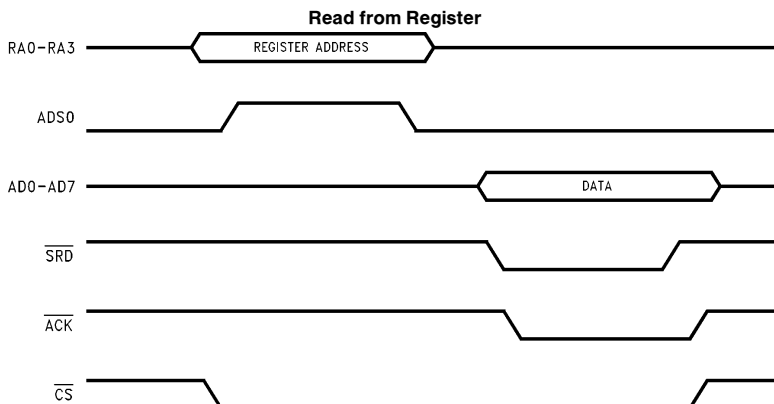 Read from Register
RA0-RA3
REGISTER ADDRESS
ADS0
AD0-AD7
DATA
SRD
ACK
CS